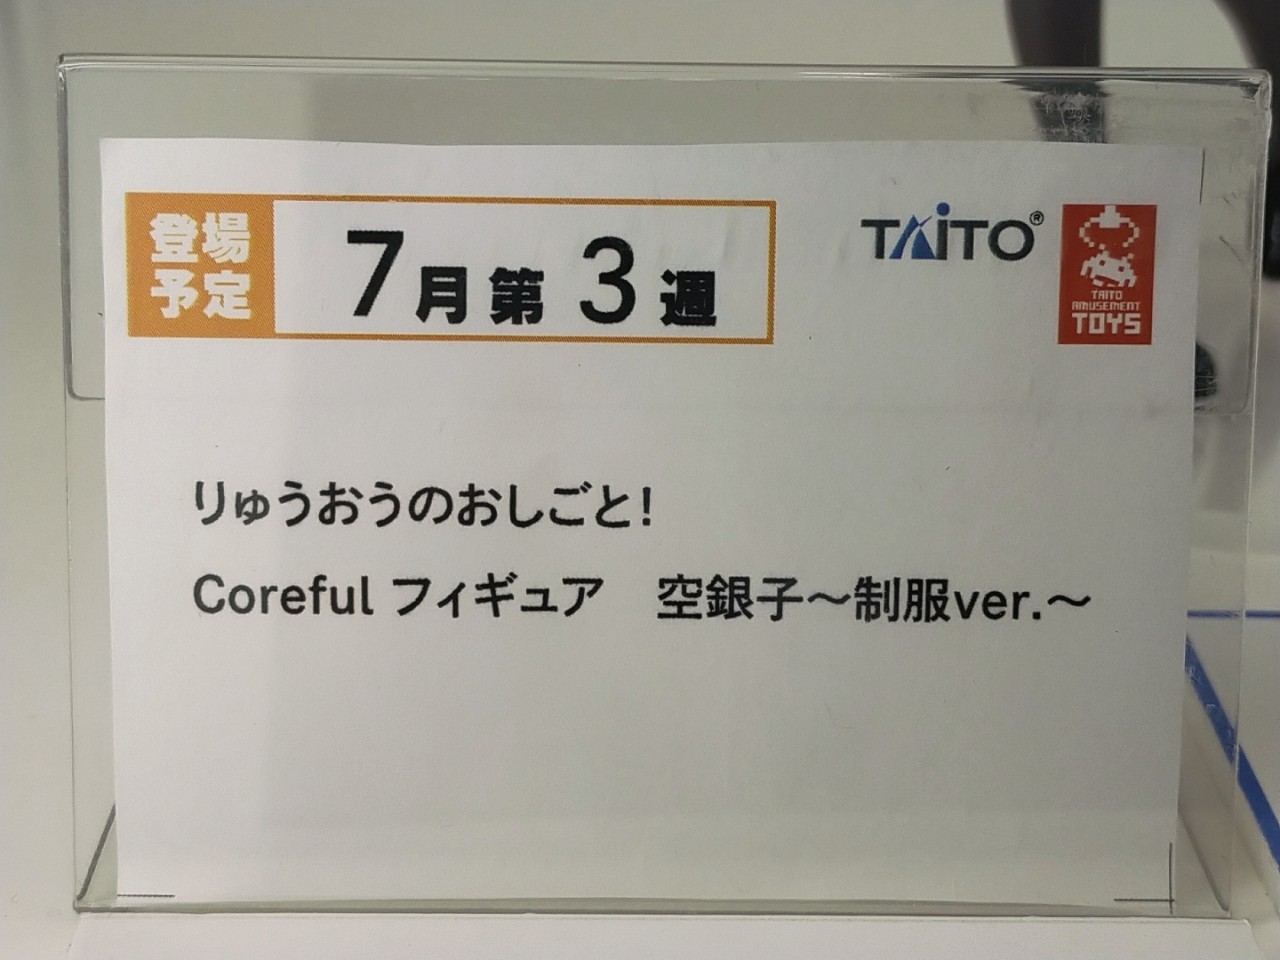 登場
予定
7月第3週
TAITO®
TAITO
AMUSEMENT
TOYS
りゅうおうのおしごと!
Coreful フィギュア　空銀子～制服ver.～